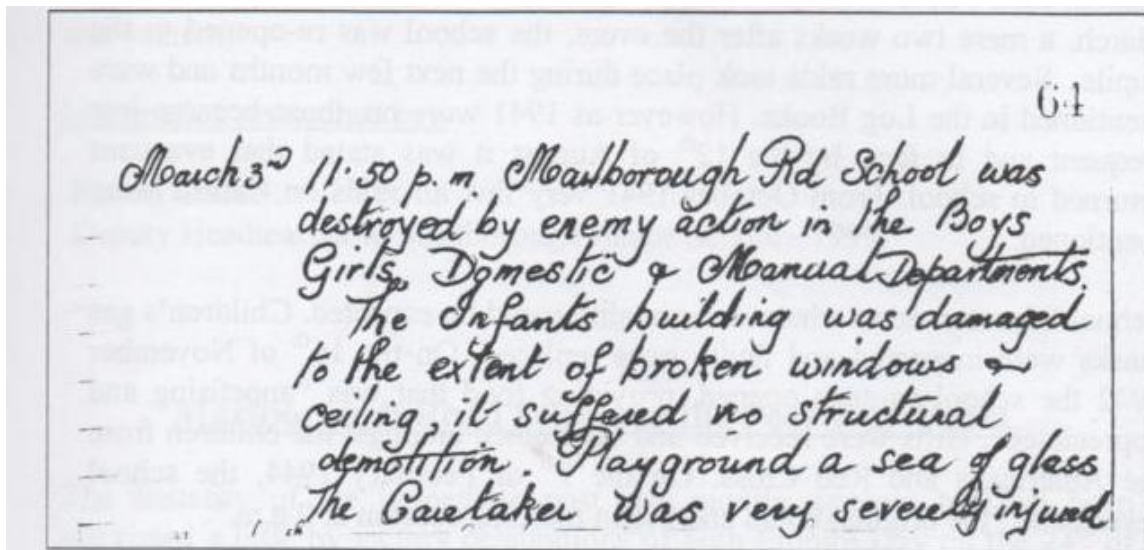 64
March 3rd 11.50 p.m. Marlborough Rd School was
destroyed by enemy action in the Boys
Girls, Domestic & Manual Departments.
The Infants building was damaged
to the extent of broken windows &
ceiling, it suffered no structural
demolition. Playground a sea of glass
The Caretaker was very severely injured